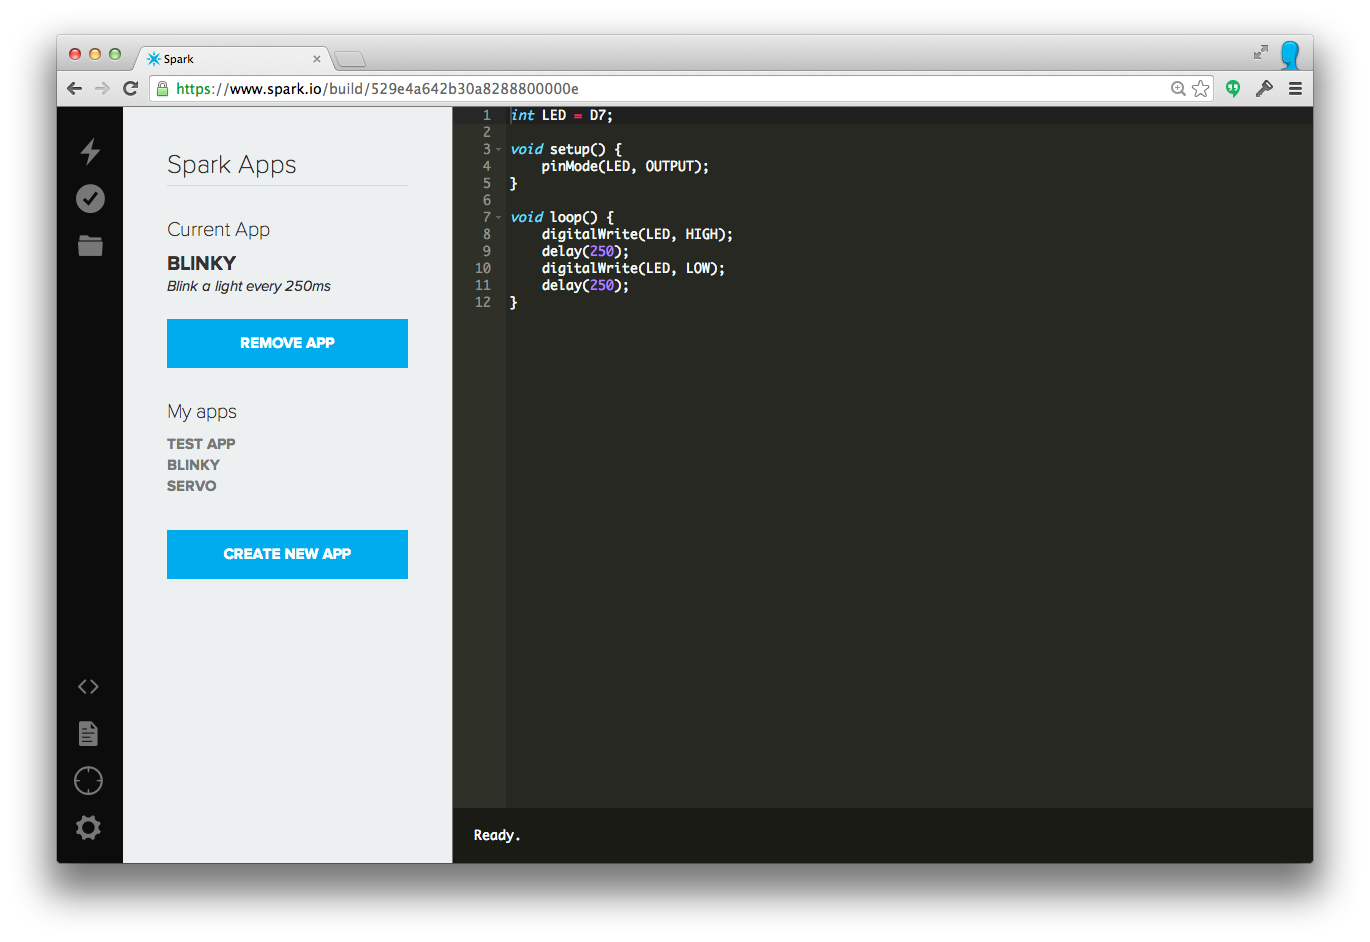 Spark
https://www.spark.io/build/529e4a642b30a8288800000e
Spark Apps
Current App
BLINKY
Blink a light every 250ms
REMOVE APP
My apps
TEST APP
BLINKY
SERVO
CREATE NEW APP
1 int LED = D7;
2
3 void setup() {
4 pinMode(LED, OUTPUT);
5 }
6
7 void loop() {
8 digitalWrite(LED, HIGH);
9 delay(250);
10 digitalWrite(LED, LOW);
11 delay(250);
12 }
Ready.